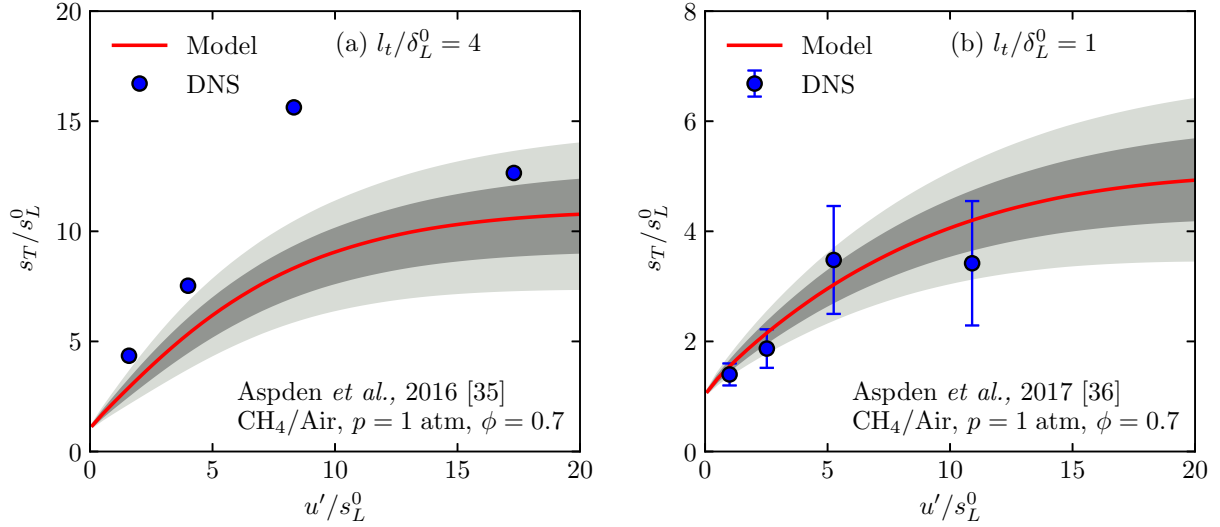 20
15
10
5
0
0
5
10
15
20
s_T/s_L^0
u′/s_L^0
Model
DNS
(a) l_t/δ_L^0 = 4
Aspden et al., 2016 [35]
CH₄/Air, p = 1 atm, ϕ = 0.7
8
6
4
2
0
0
5
10
15
20
s_T/s_L^0
u′/s_L^0
Model
DNS
(b) l_t/δ_L^0 = 1
Aspden et al., 2017 [36]
CH₄/Air, p = 1 atm, ϕ = 0.7